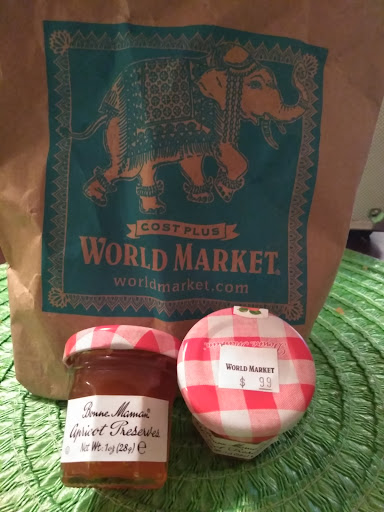 COST PLUS
WORLD MARKET
worldmarket.com
Bonne Maman
Apricot Preserves
Net Wt. 1oz (28g) e
WORLD MARKET
$ .99